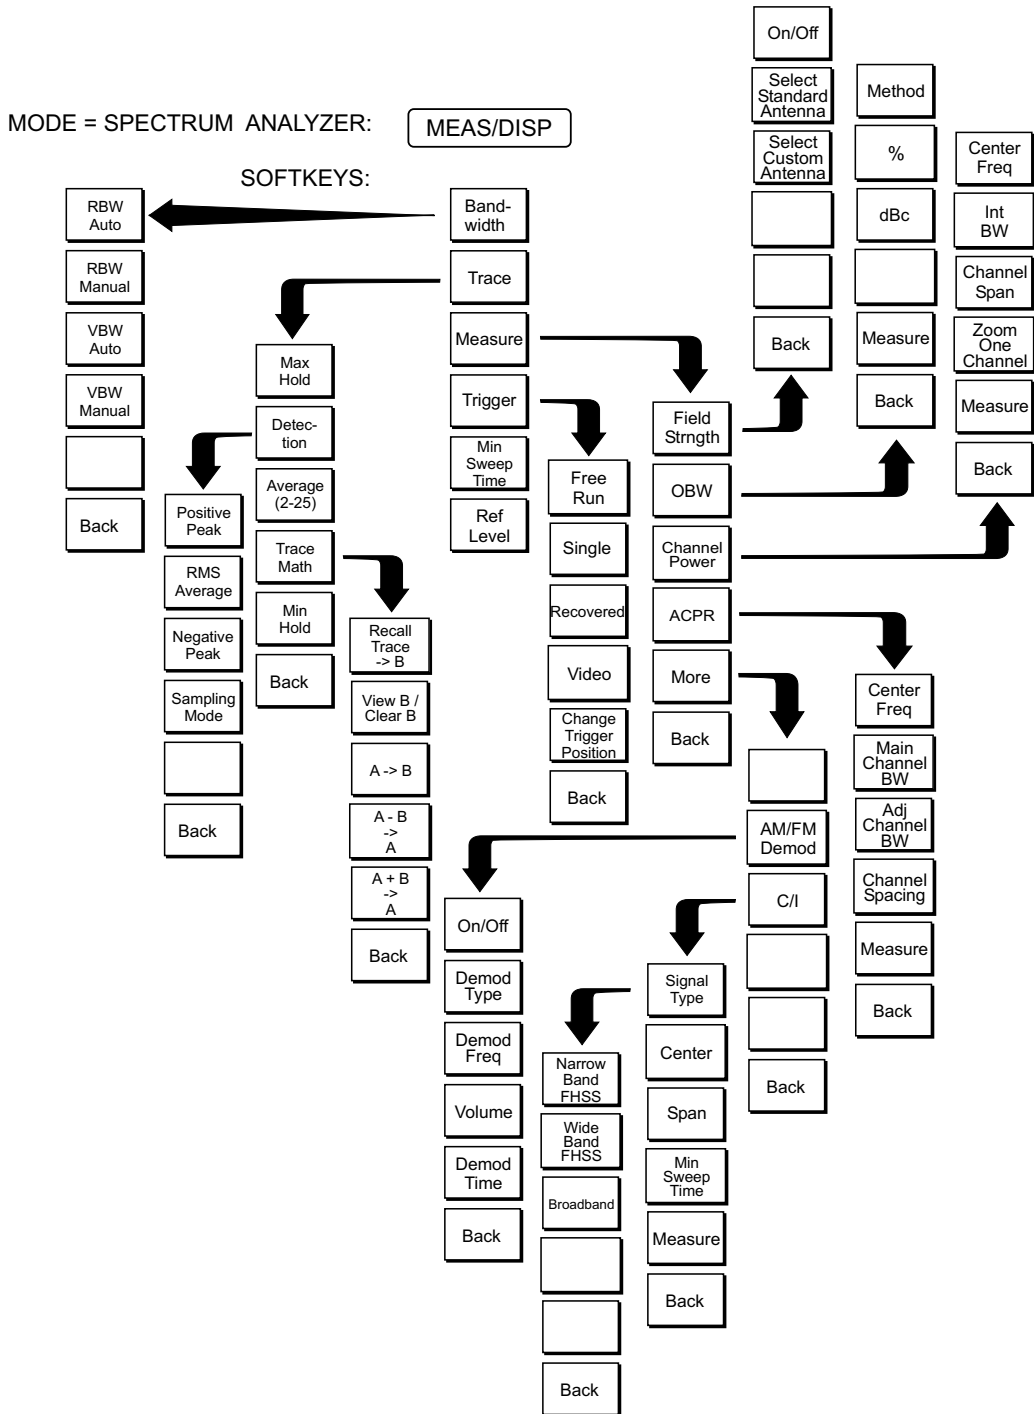 MODE = SPECTRUM ANALYZER:
MEAS/DISP
SOFTKEYS:
RBW
Auto
RBW
Manual
VBW
Auto
VBW
Manual
Back
Band-
width
Trace
Measure
Trigger
Min
Sweep
Time
Ref
Level
Max
Hold
Detec-
tion
Average
(2-25)
Trace
Math
Min
Hold
Back
Positive
Peak
RMS
Average
Negative
Peak
Sampling
Mode
Back
Recall
Trace
-> B
View B /
Clear B
A -> B
A - B
->
A
A + B
->
A
Back
Free
Run
Single
Recovered
Video
Change
Trigger
Position
Back
Field
Strngth
OBW
Channel
Power
ACPR
More
Back
On/Off
Select
Standard
Antenna
Select
Custom
Antenna
Back
Method
%
dBc
Measure
Back
Center
Freq
Int
BW
Channel
Span
Zoom
One
Channel
Measure
Back
Center
Freq
Main
Channel
BW
Adj
Channel
BW
Channel
Spacing
Measure
Back
AM/FM
Demod
C/I
Back
On/Off
Demod
Type
Demod
Freq
Volume
Demod
Time
Back
Signal
Type
Center
Span
Min
Sweep
Time
Measure
Back
Narrow
Band
FHSS
Wide
Band
FHSS
Broadband
Back